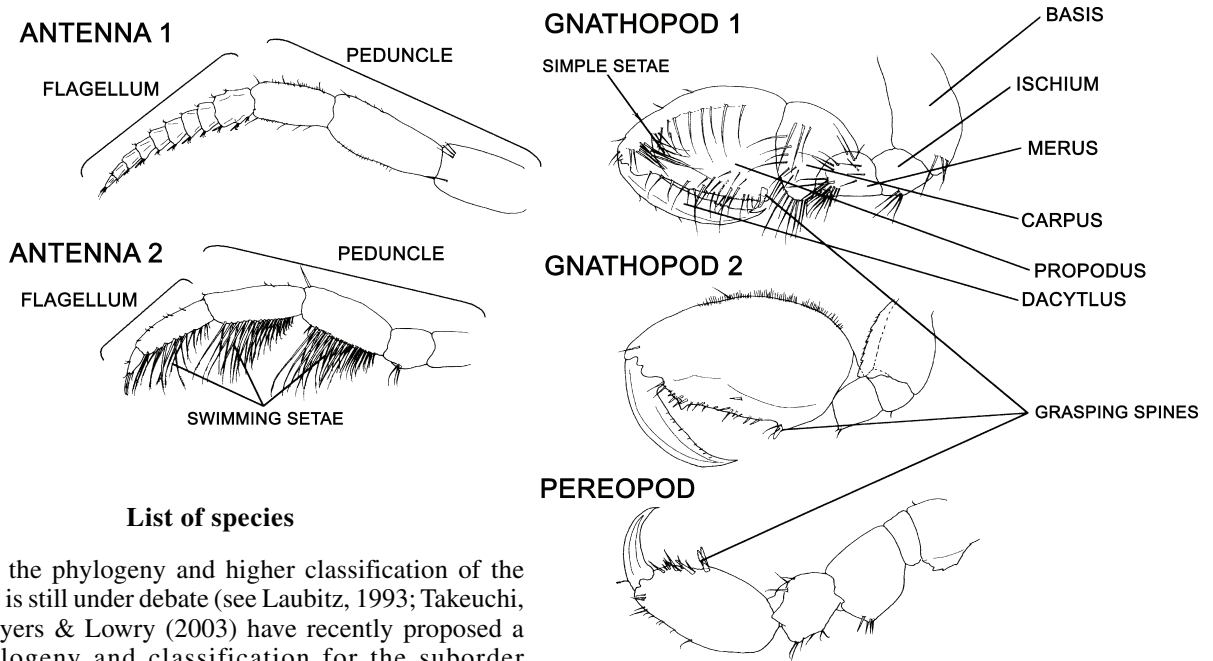 ANTENNA 1
FLAGELLUM
PEDUNCLE
ANTENNA 2
FLAGELLUM
PEDUNCLE
SWIMMING SETAE
GNATHOPOD 1
SIMPLE SETAE
BASIS
ISCHIUM
MERUS
CARPUS
PROPODUS
DACYTLUS
GNATHOPOD 2
GRASPING SPINES
PEREOPOD
List of species
the phylogeny and higher classification of the
is still under debate (see Laubitz, 1993; Takeuchi,
yers & Lowry (2003) have recently proposed a
logeny and classification for the suborder